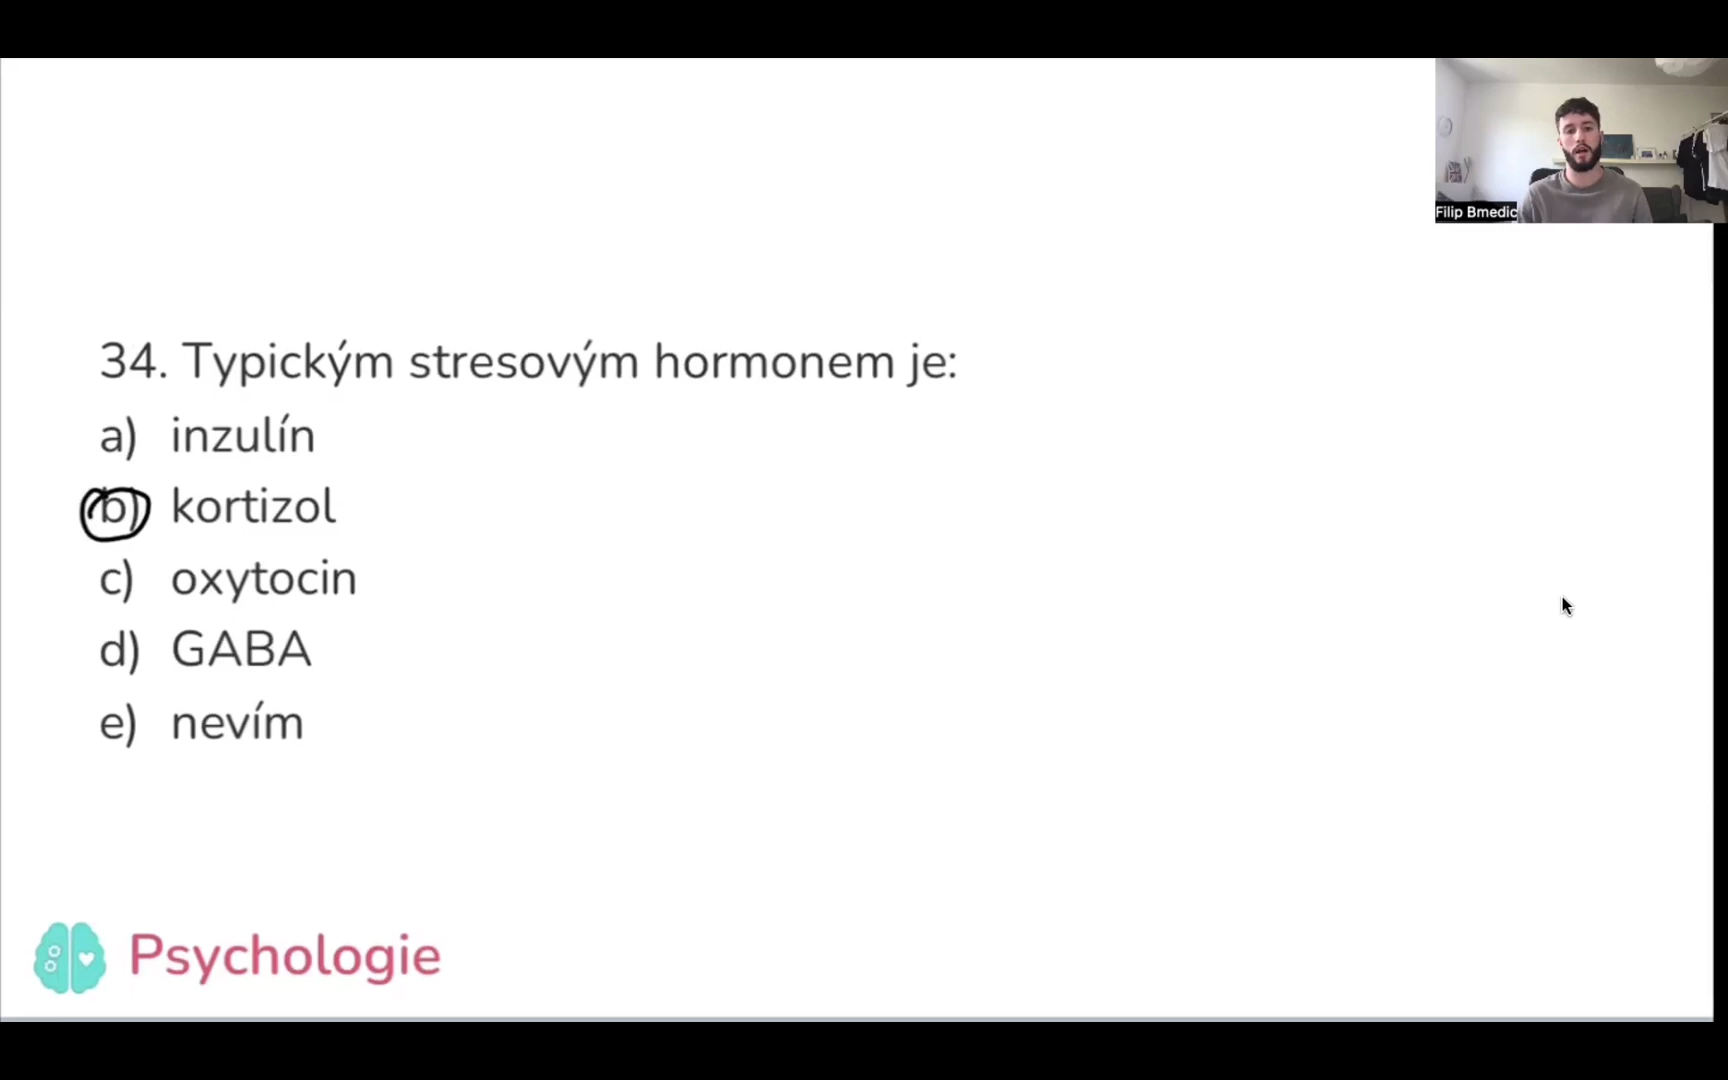 Filip Bmedic
34. Typickým stresovým hormonem je:
a) inzulín
b) kortizol
c) oxytocin
d) GABA
e) nevím
Psychologie